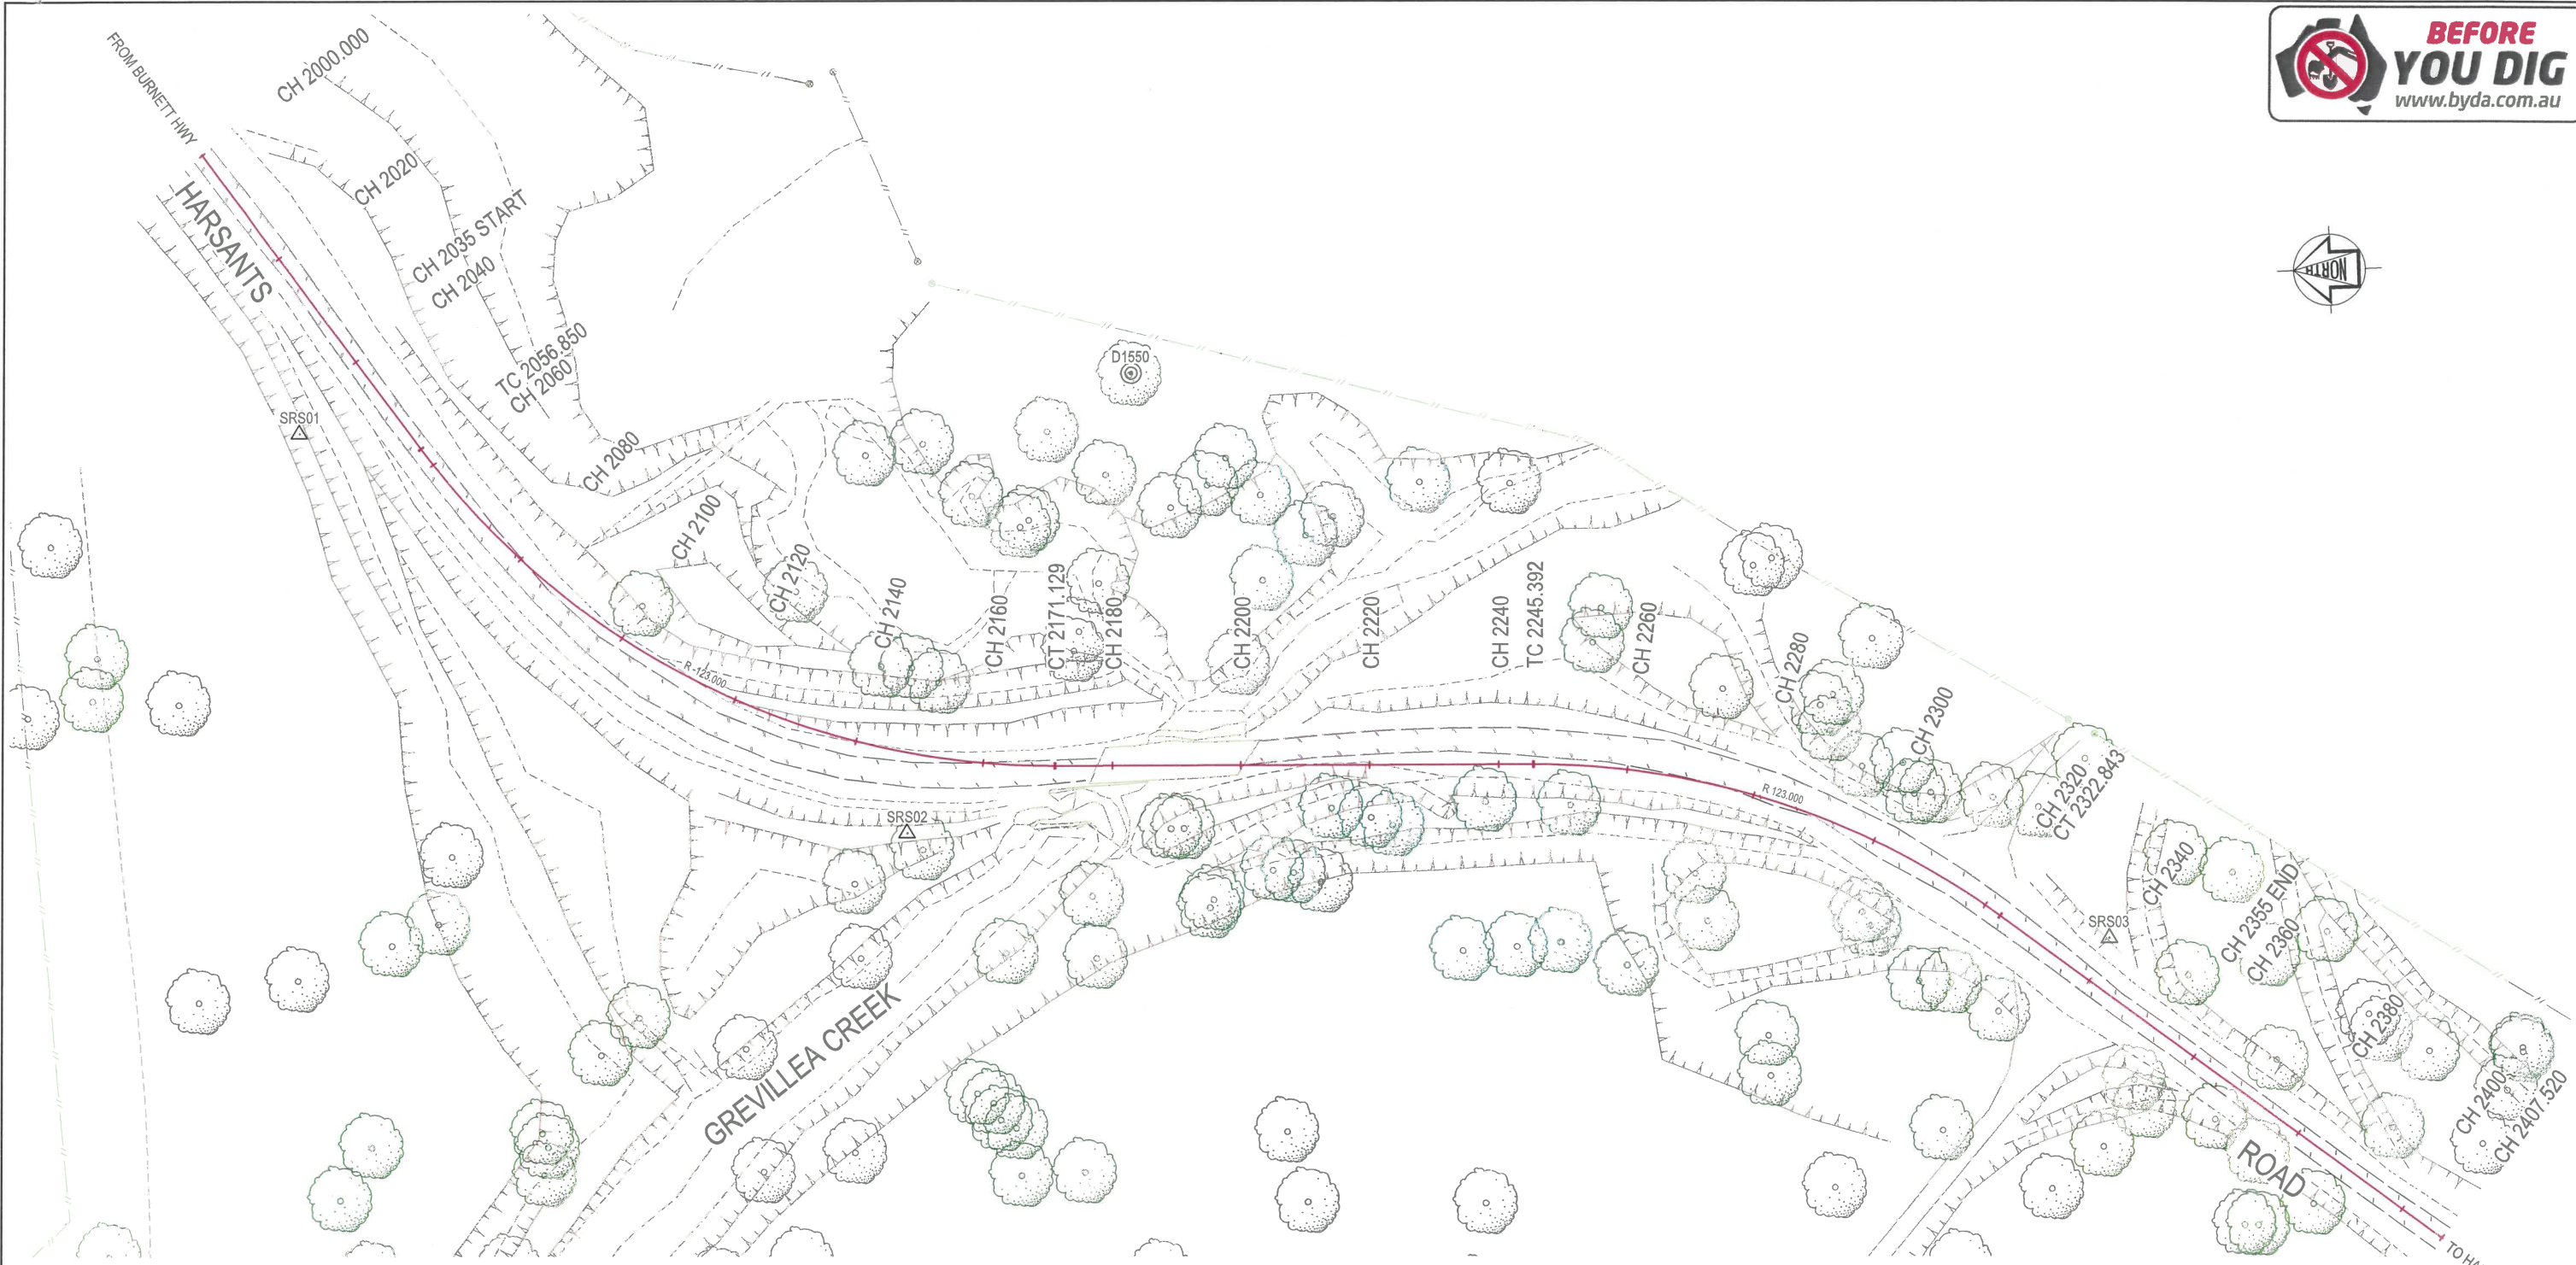 BEFORE
YOU DIG
www.byda.com.au
NORTH
FROM BURNETT HWY
HARSANTS
CH 2000.000
CH 2020
CH 2035 START
CH 2040
TC 2056.850
CH 2060
CH 2080
CH 2100
CH 2120
CH 2140
CH 2160
CT 2171.129
CH 2180
CH 2200
CH 2220
CH 2240
TC 2245.392
CH 2260
CH 2280
CH 2300
CH 2320
CT 2322.843
CH 2340
CH 2355 END
CH 2360
CH 2380
CH 2400
CH 2407.520
SRS01
D1550
R -123.000
SRS02
R 123.000
SRS03
GREVILLEA CREEK
ROAD